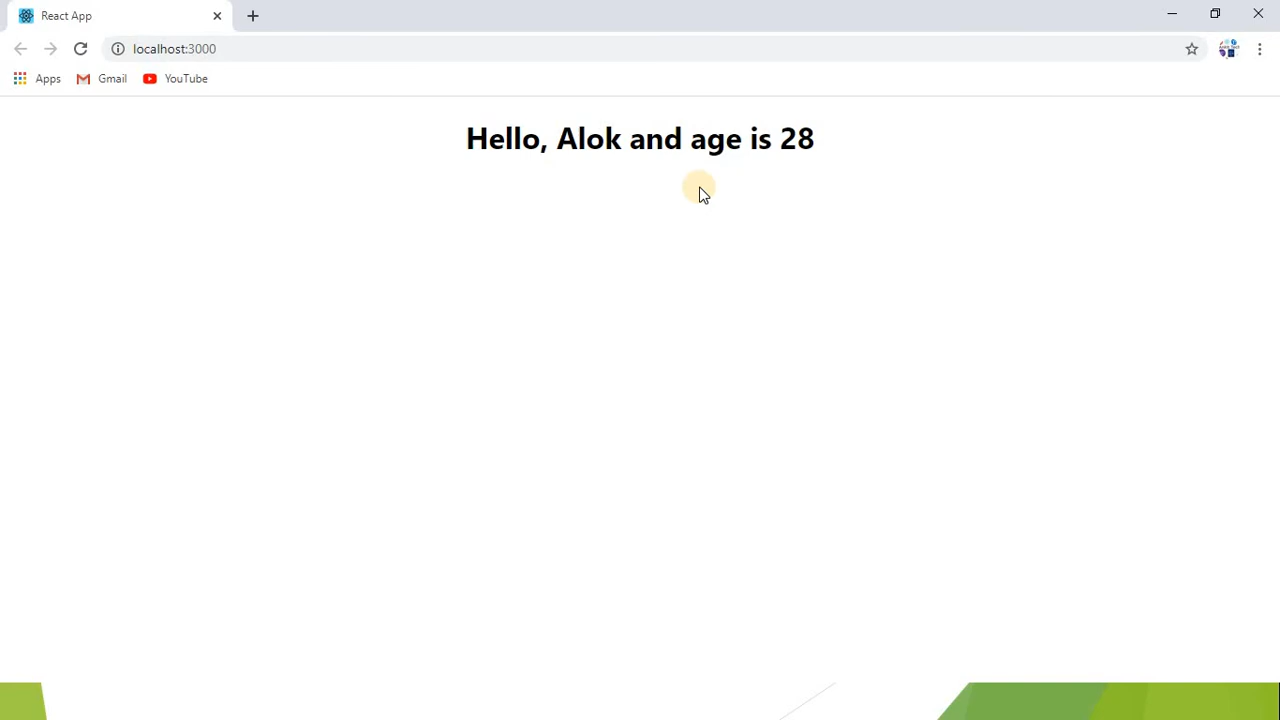 React App
localhost:3000
Apps Gmail YouTube
Hello, Alok and age is 28